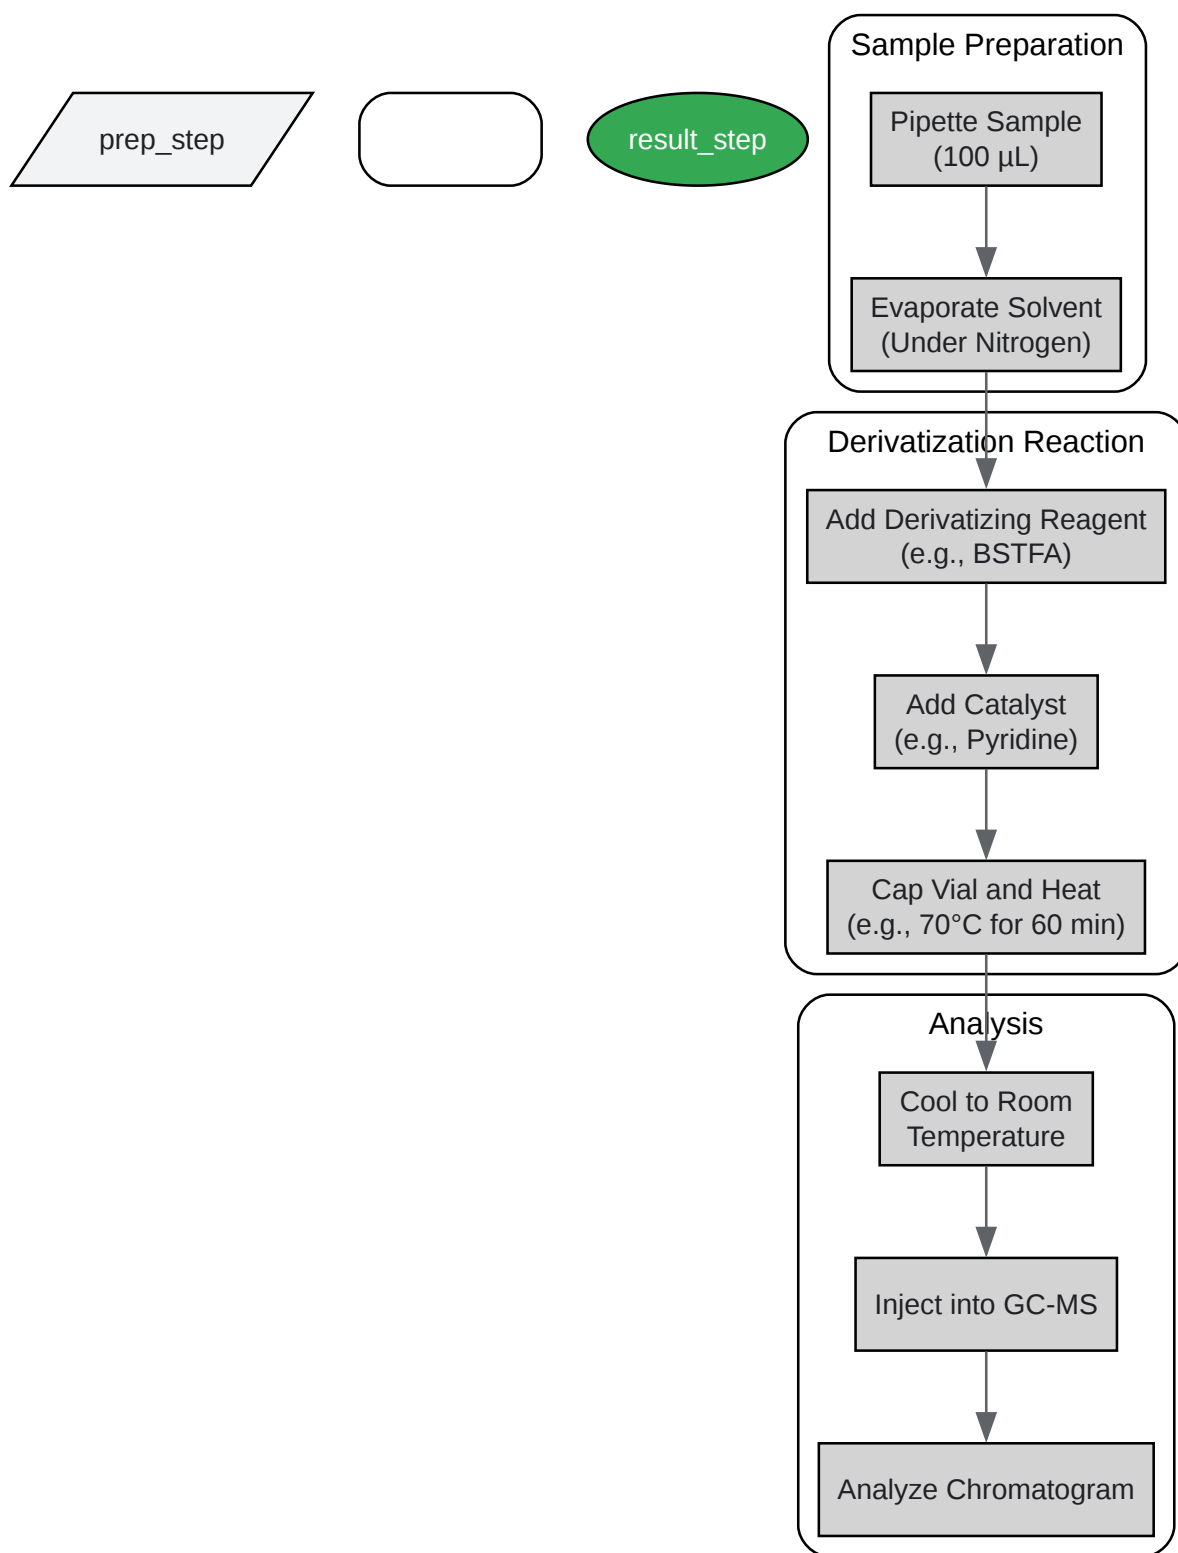 Sample Preparation
prep_step
result_step
Pipette Sample
(100 µL)
Evaporate Solvent
(Under Nitrogen)
Derivatization Reaction
Add Derivatizing Reagent
(e.g., BSTFA)
Add Catalyst
(e.g., Pyridine)
Cap Vial and Heat
(e.g., 70°C for 60 min)
Analysis
Cool to Room
Temperature
Inject into GC-MS
Analyze Chromatogram